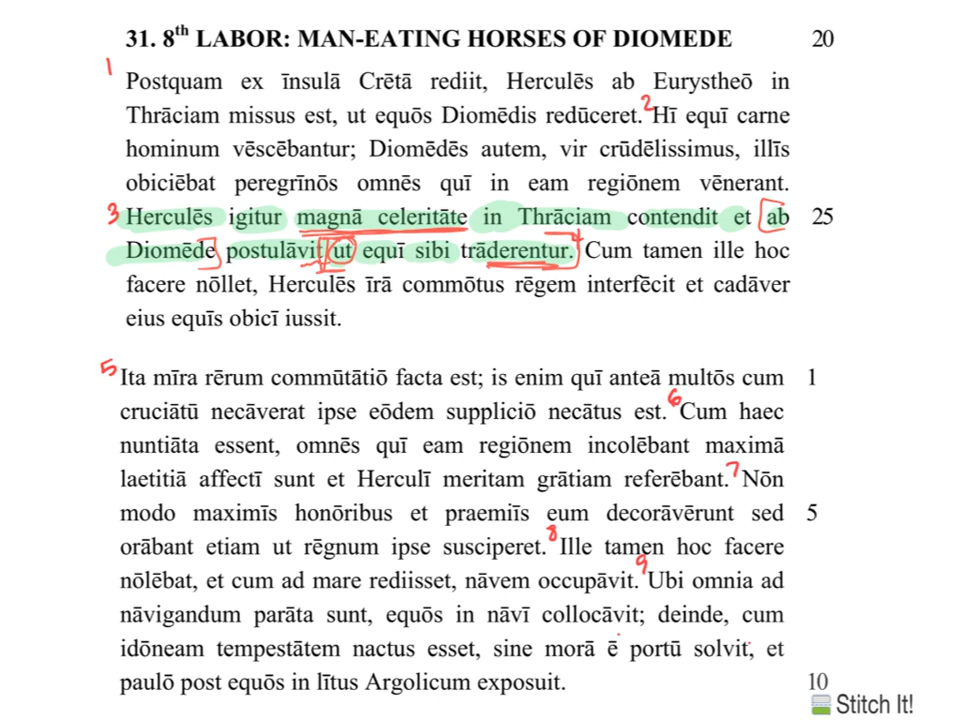 31. 8th LABOR: MAN-EATING HORSES OF DIOMEDE 20
1
Postquam ex īnsulā Crētā rediit, Herculēs ab Eurystheō in
Thrāciam missus est, ut equōs Diomēdis redūceret. 2 Hī equī carne
hominum vēscēbantur; Diomēdēs autem, vir crūdēlissimus, illīs
obiciēbat peregrīnōs omnēs quī in eam regiōnem vēnerant.
3 Herculēs igitur magnā celeritāte in Thrāciam contendit et ab 25
Diomēde postulāvit ut equī sibi trāderentur. 4 Cum tamen ille hoc
facere nōllet, Herculēs īrā commōtus rēgem interfēcit et cadāver
eius equīs obicī iussit.
5 Ita mīra rērum commūtātiō facta est; is enim quī anteā multōs cum 1
cruciātū necāverat ipse eōdem suppliciō necātus est. 6 Cum haec
nuntiāta essent, omnēs quī eam regiōnem incolēbant maximā
laetitiā affectī sunt et Herculī meritam grātiam referēbant. 7 Nōn
modo maximīs honōribus et praemiīs eum decorāvērunt sed 5
orābant etiam ut rēgnum ipse susciperet. 8 Ille tamen hoc facere
nōlēbat, et cum ad mare rediisset, nāvem occupāvit. 9 Ubi omnia ad
nāvigandum parāta sunt, equōs in nāvī collocāvit; deinde, cum
idōneam tempestātem nactus esset, sine morā ē portū solvit, et
paulō post equōs in lītus Argolicum exposuit. 10
Stitch It!